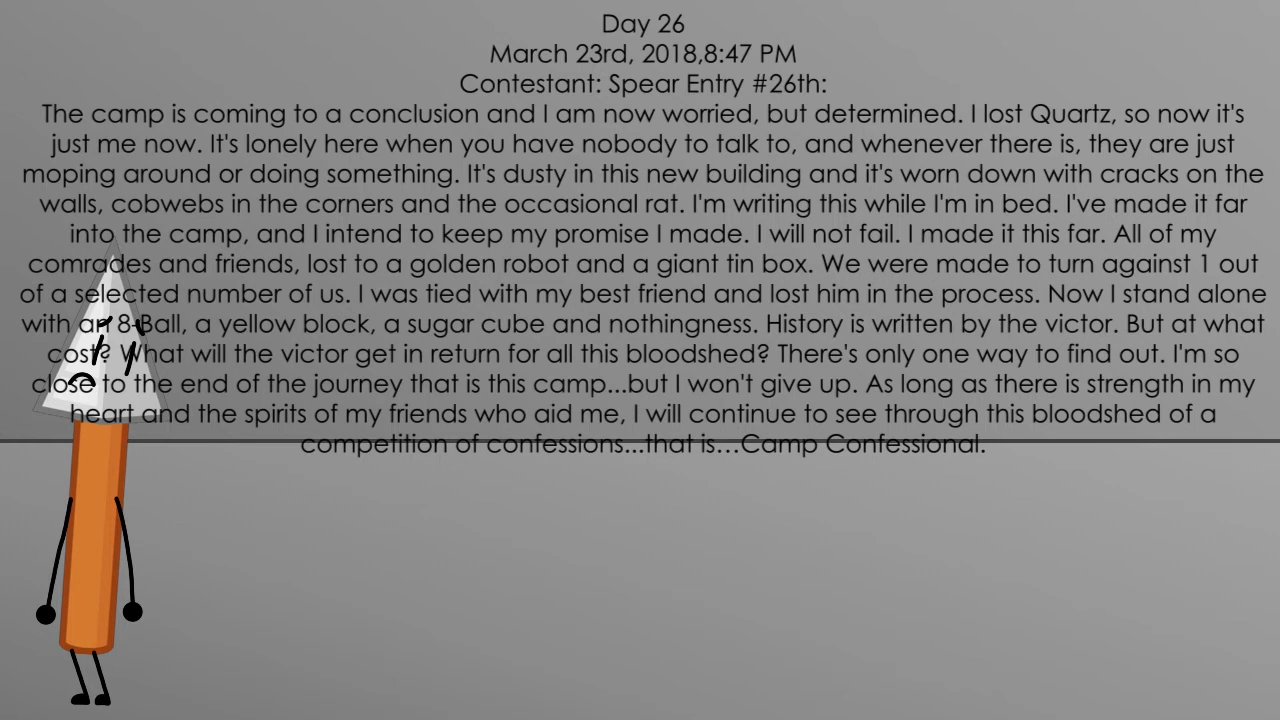 Day 26
March 23rd, 2018,8:47 PM
Contestant: Spear Entry #26th:
The camp is coming to a conclusion and I am now worried, but determined. I lost Quartz, so now it's
just me now. It's lonely here when you have nobody to talk to, and whenever there is, they are just
moping around or doing something. It's dusty in this new building and it's worn down with cracks on the
walls, cobwebs in the corners and the occasional rat. I'm writing this while I'm in bed. I've made it far
into the camp, and I intend to keep my promise I made. I will not fail. I made it this far. All of my
comrades and friends, lost to a golden robot and a giant tin box. We were made to turn against 1 out
of a selected number of us. I was tied with my best friend and lost him in the process. Now I stand alone
with an 8-Ball, a yellow block, a sugar cube and nothingness. History is written by the victor. But at what
cost? What will the victor get in return for all this bloodshed? There's only one way to find out. I'm so
close to the end of the journey that is this camp...but I won't give up. As long as there is strength in my
heart and the spirits of my friends who aid me, I will continue to see through this bloodshed of a
competition of confessions...that is...Camp Confessional.